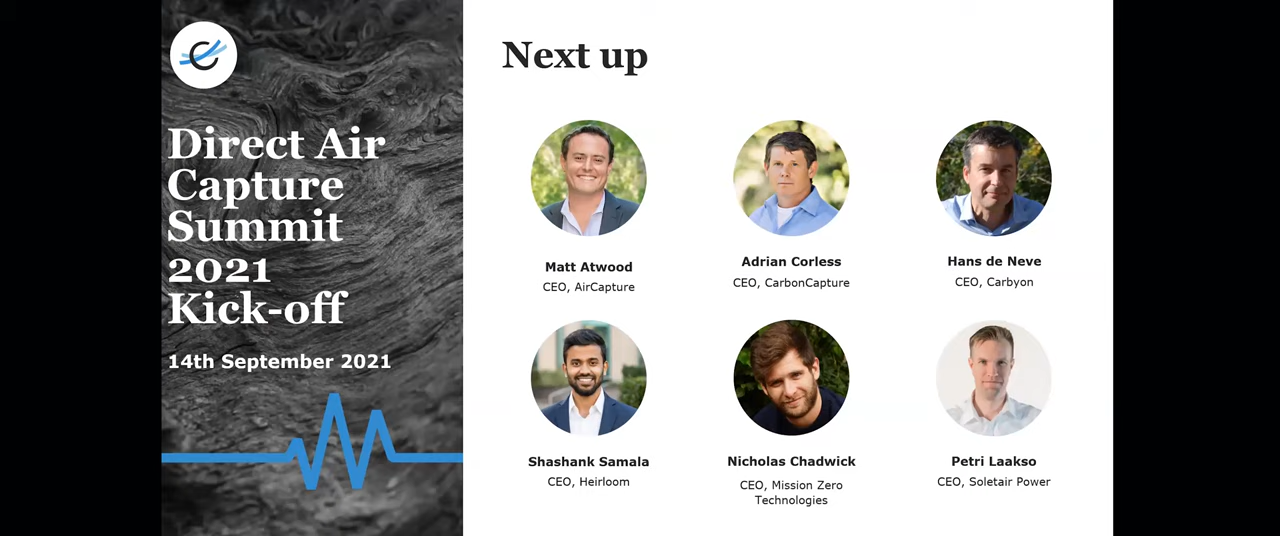 Direct Air
Capture
Summit
2021
Kick-off
14th September 2021
Next up
Matt Atwood
CEO, AirCapture
Adrian Corless
CEO, CarbonCapture
Hans de Neve
CEO, Carbyon
Shashank Samala
CEO, Heirloom
Nicholas Chadwick
CEO, Mission Zero
Technologies
Petri Laakso
CEO, Soletair Power